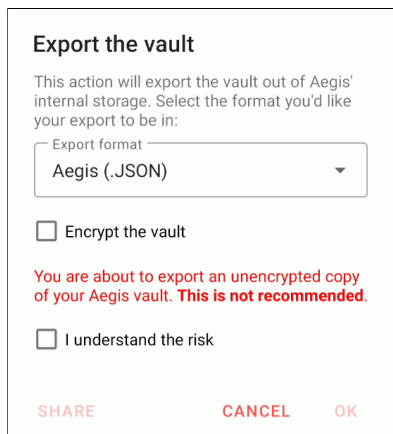 Export the vault
This action will export the vault out of Aegis'
internal storage. Select the format you'd like
your export to be in:
Export format
Aegis (.JSON)
Encrypt the vault
You are about to export an unencrypted copy
of your Aegis vault. This is not recommended.
I understand the risk
SHARE CANCEL OK